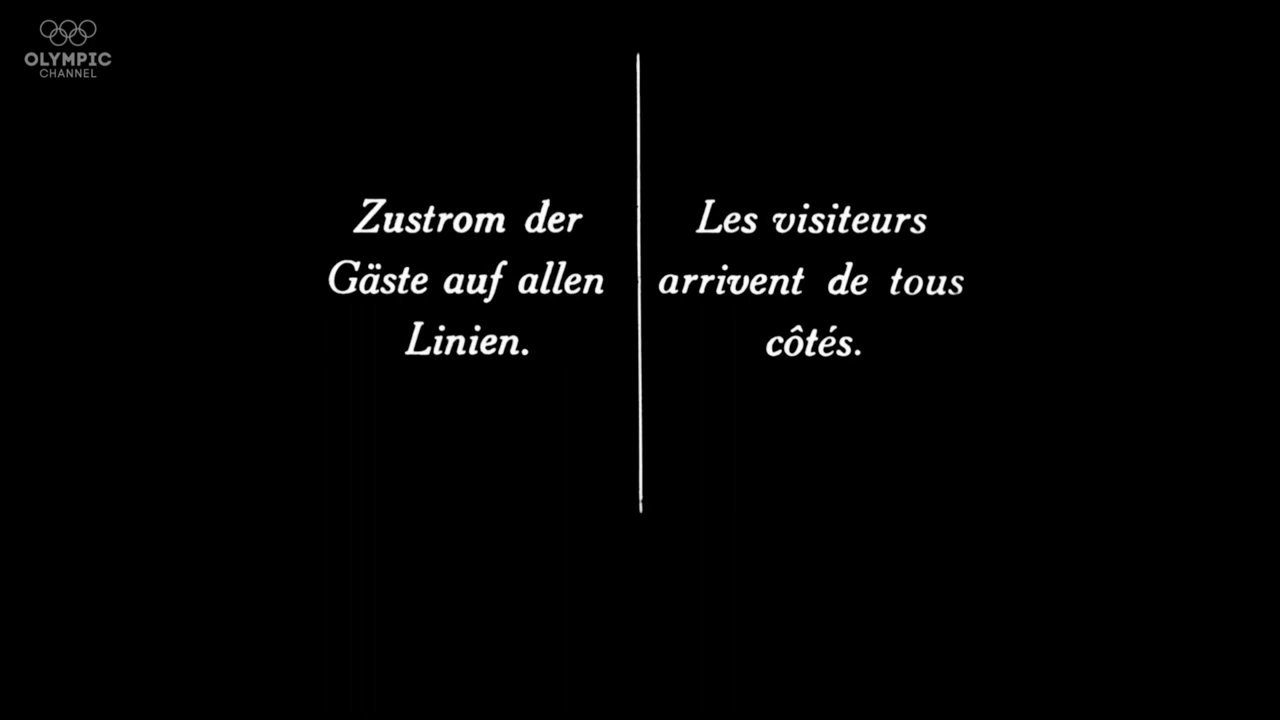 OLYMPIC
CHANNEL
Zustrom der
Gäste auf allen
Linien.
Les visiteurs
arrivent de tous
côtés.